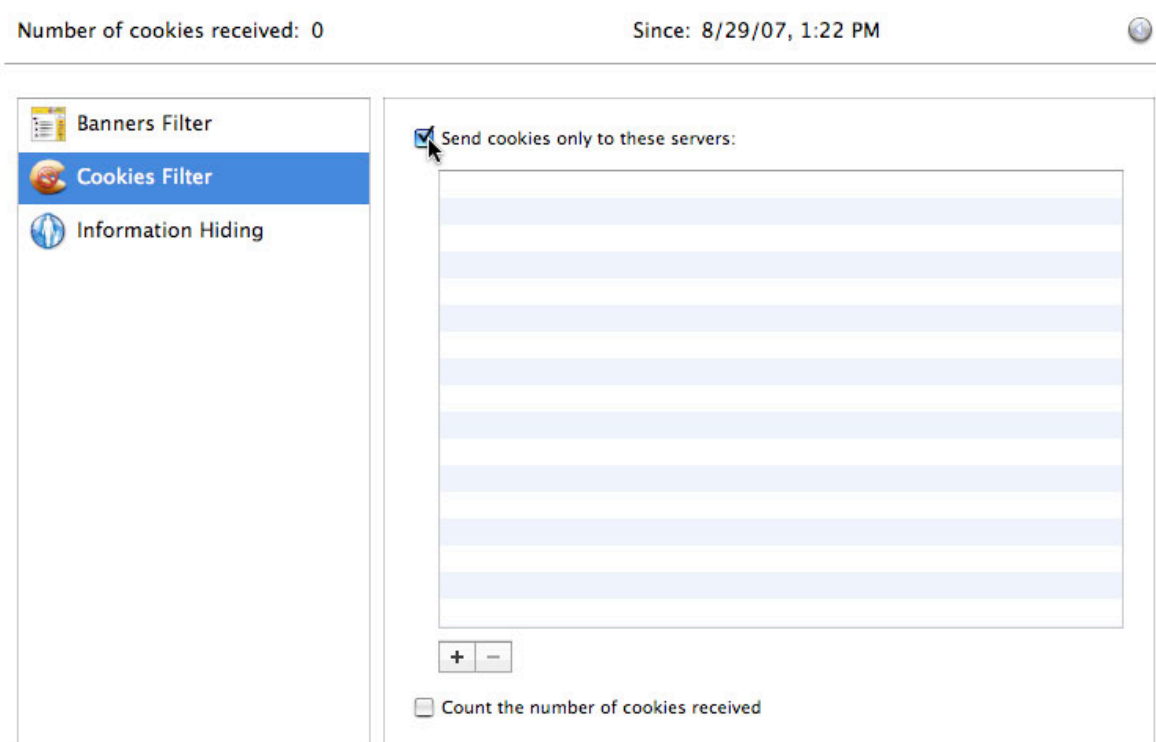 Number of cookies received: 0 Since: 8/29/07, 1:22 PM
Banners Filter
Cookies Filter
Information Hiding
Send cookies only to these servers:
+ −
Count the number of cookies received